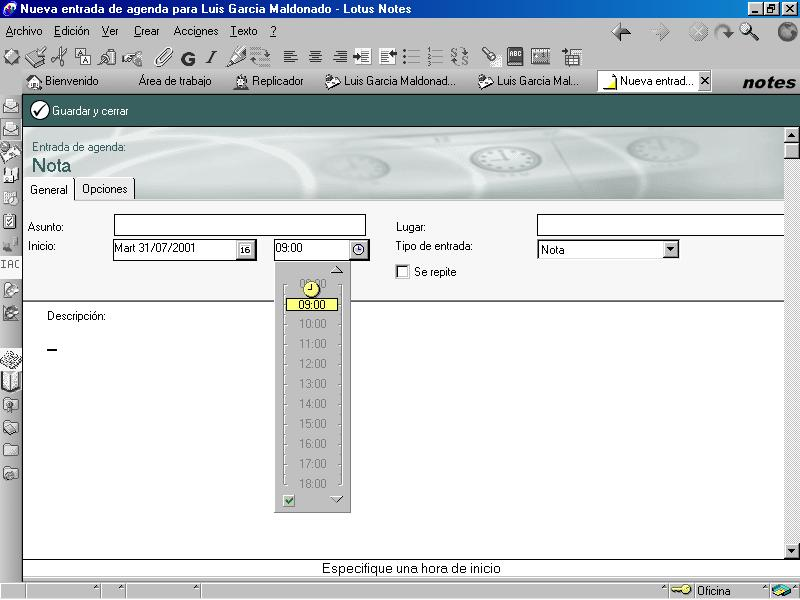 Nueva entrada de agenda para Luis Garcia Maldonado - Lotus Notes
Archivo Edición Ver Crear Acciones Texto ?
G I
ABC
Bienvenido Área de trabajo Replicador Luis Garcia Maldonad... Luis Garcia Mal... Nueva entrad... notes
Guardar y cerrar
Entrada de agenda:
Nota
General Opciones
Asunto: Lugar:
Inicio: Mart 31/07/2001 16 09:00 Tipo de entrada: Nota
Se repite
IAC
09:00
Descripción:
10:00
11:00
12:00
13:00
14:00
15:00
16:00
17:00
18:00
Especifique una hora de inicio
Oficina